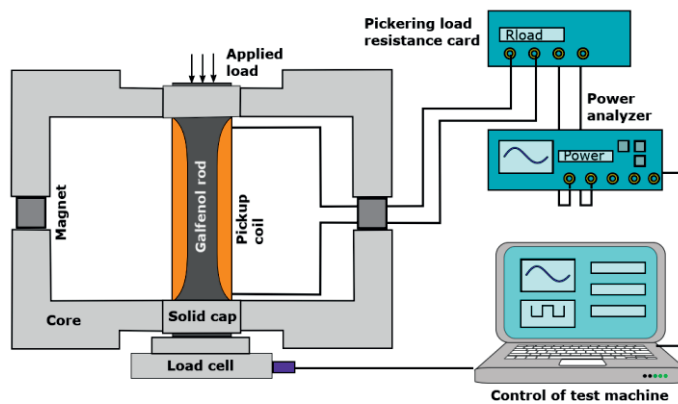 Pickering load
resistance card
Rload
Applied
load
Power
analyzer
Power
Magnet
Galfenol rod
Pickup
coil
Core
Solid cap
Load cell
Control of test machine